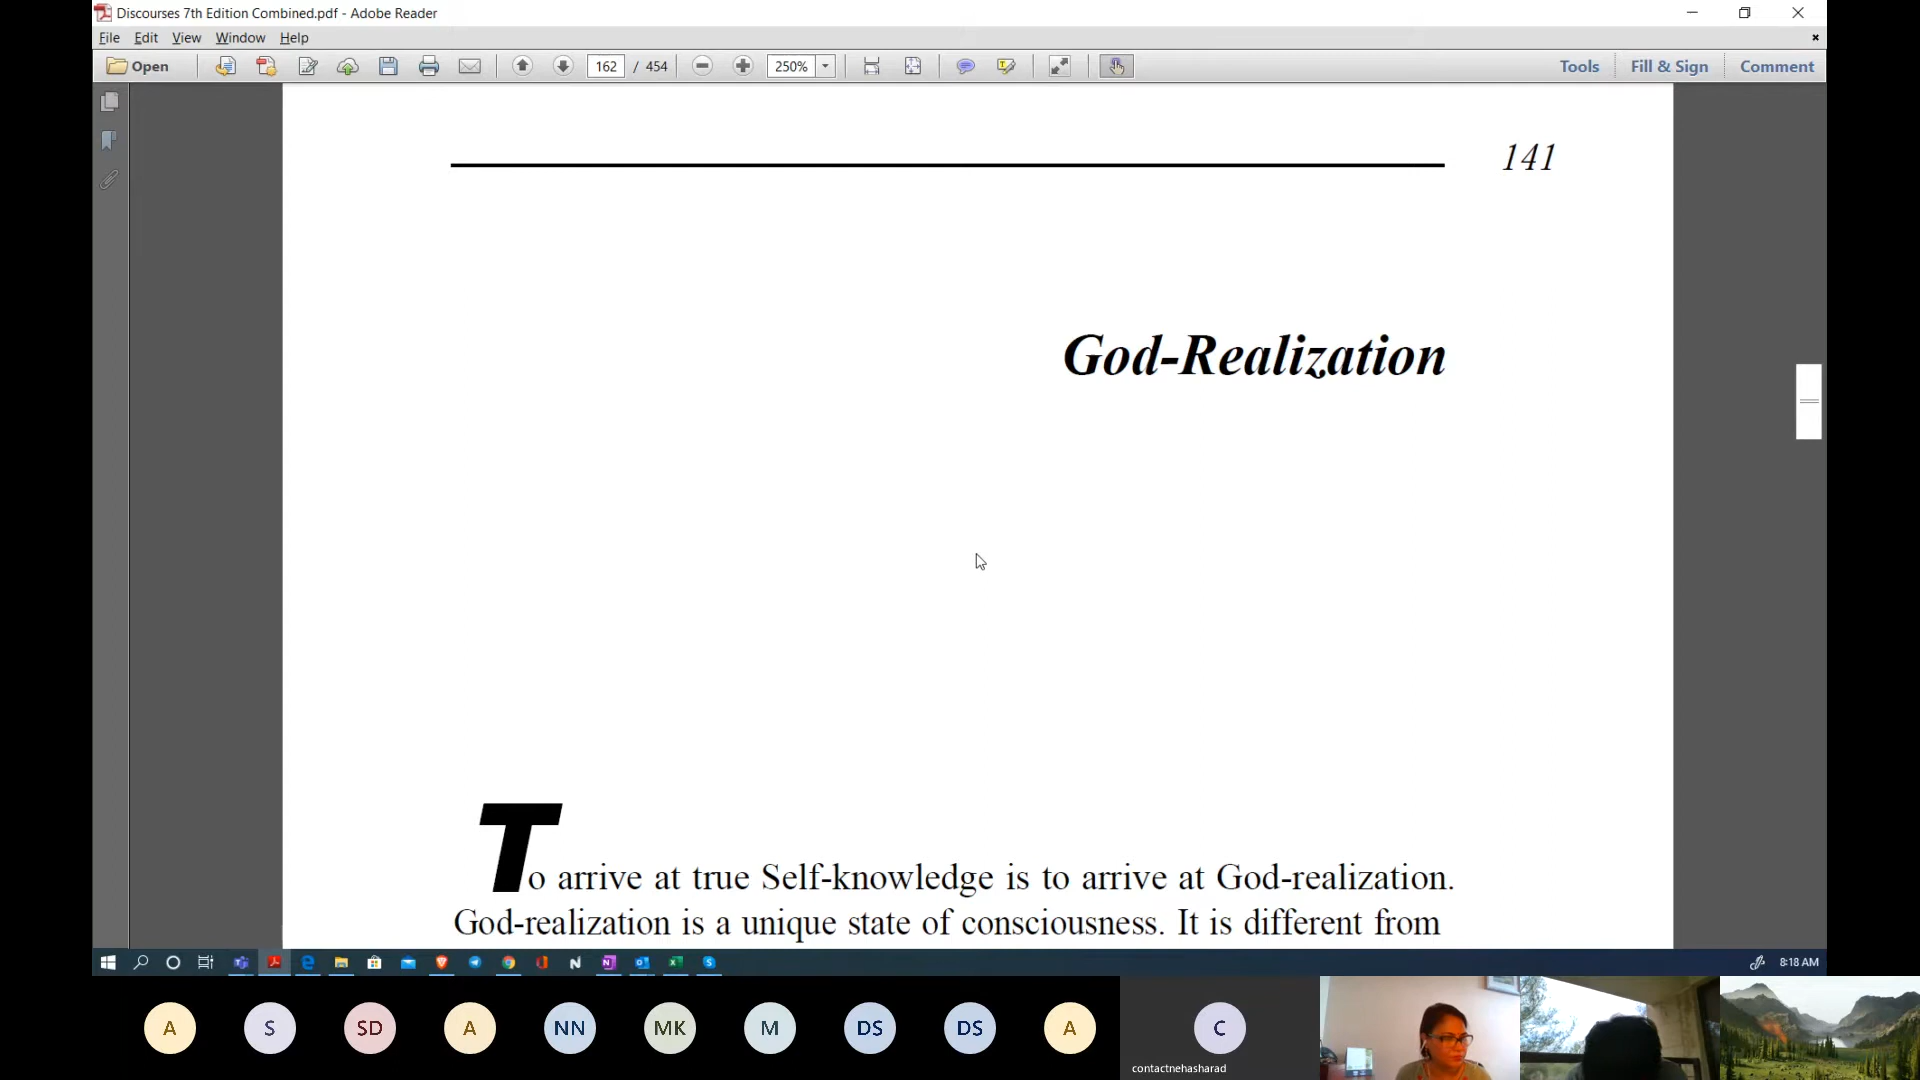 Discourses 7th Edition Combined.pdf - Adobe Reader
File Edit View Window Help
Open 162 / 454 250% Tools Fill & Sign Comment
141
God-Realization
To arrive at true Self-knowledge is to arrive at God-realization.
God-realization is a unique state of consciousness. It is different from
8:18 AM
A S SD A NN MK M DS DS A C
contactnehasharad